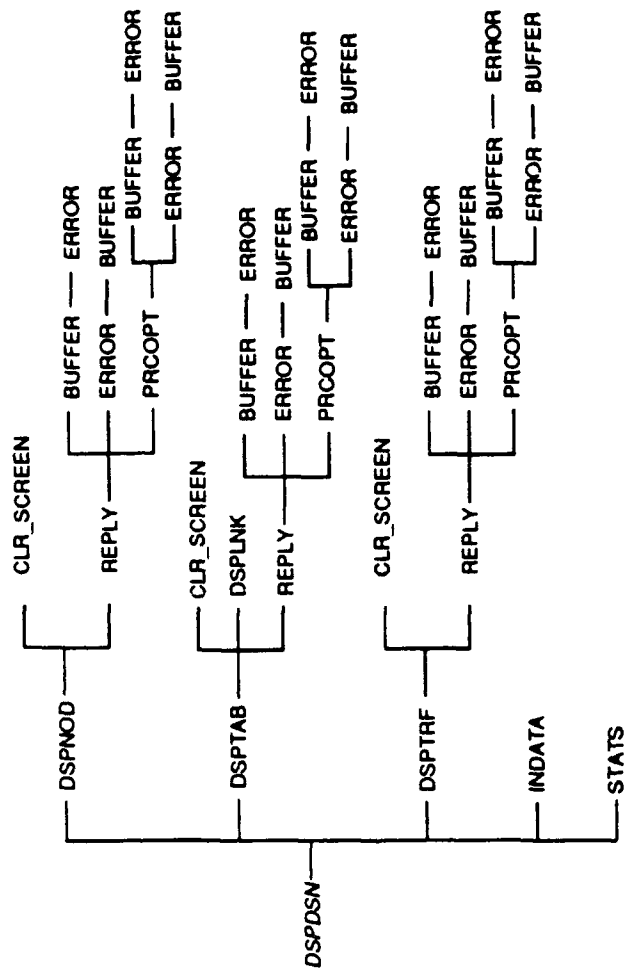 DSPDSN
DSPNOD
CLR_SCREEN
REPLY
BUFFER — ERROR
ERROR — BUFFER
PRCOPT
BUFFER — ERROR
ERROR — BUFFER
DSPTAB
CLR_SCREEN
DSPLNK
REPLY
BUFFER — ERROR
ERROR — BUFFER
PRCOPT
BUFFER — ERROR
ERROR — BUFFER
DSPTRF
CLR_SCREEN
REPLY
BUFFER — ERROR
ERROR — BUFFER
PRCOPT
BUFFER — ERROR
ERROR — BUFFER
INDATA
STATS